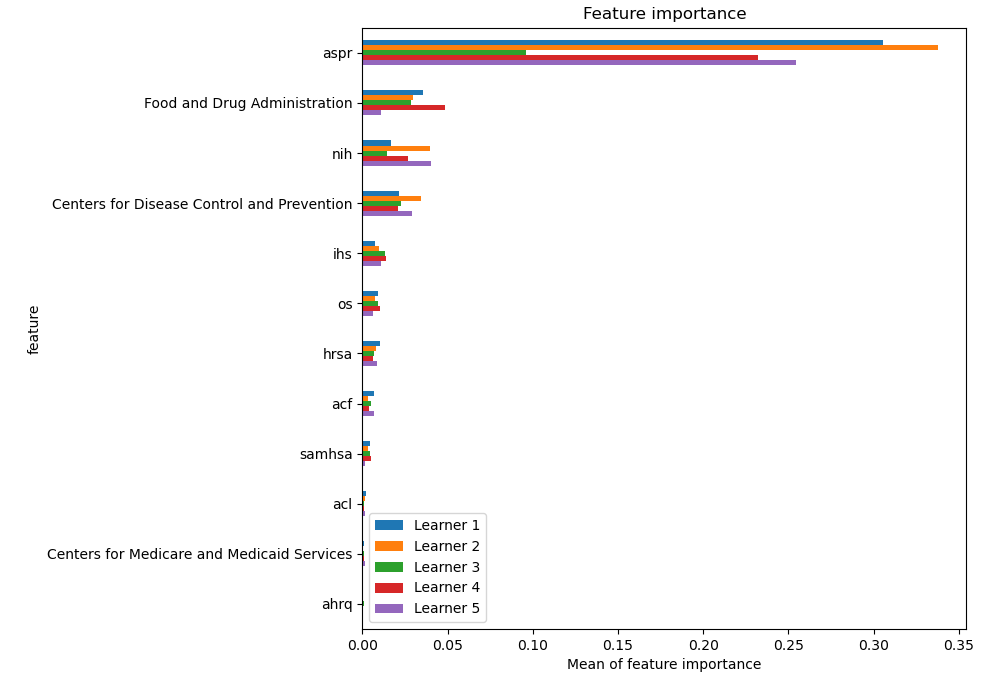 Feature importance
aspr
Food and Drug Administration
nih
Centers for Disease Control and Prevention
ihs
os
hrsa
acf
samhsa
acl
Centers for Medicare and Medicaid Services
ahrq
feature
Learner 1
Learner 2
Learner 3
Learner 4
Learner 5
0.00 0.05 0.10 0.15 0.20 0.25 0.30 0.35
Mean of feature importance